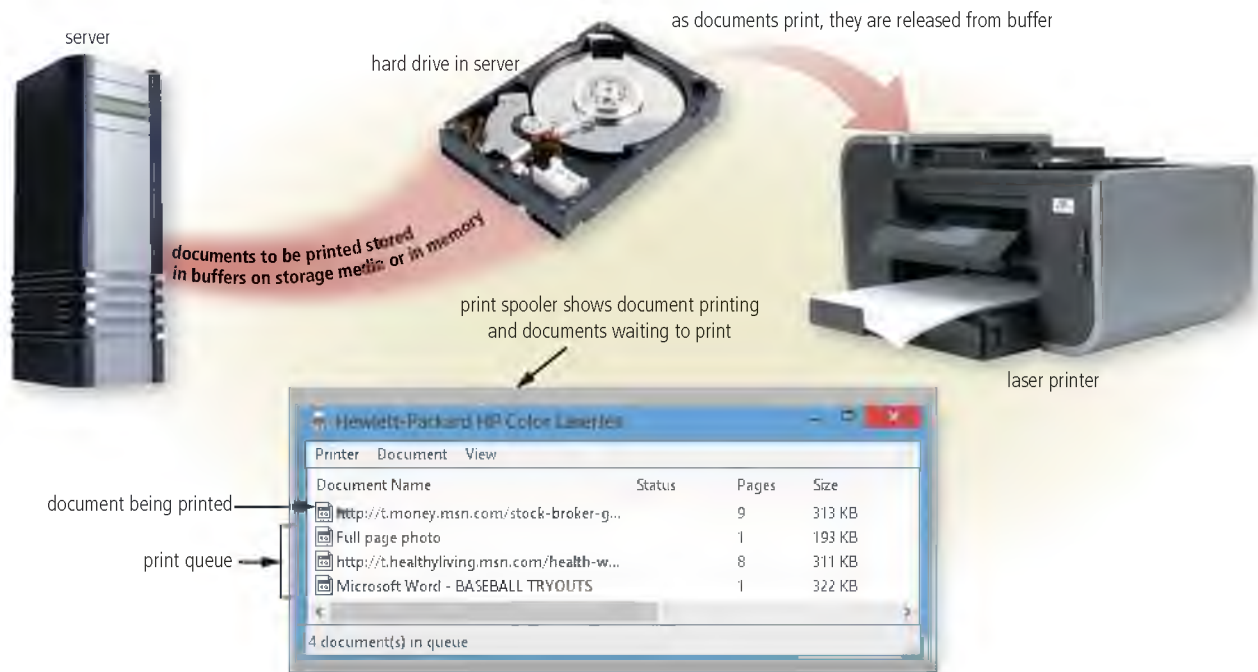 as documents print, they are released from buffer
server
hard drive in server
documents to be printed stored
in buffers on storage media or in memory
print spooler shows document printing
and documents waiting to print
laser printer
Hewlett-Packard HP Color LaserJet
Printer Document View
Document Name Status Pages Size
document being printed
http://t.money.msn.com/stock-broker-g... 9 313 KB
Full page photo 1 193 KB
print queue
http://t.healthyliving.msn.com/health-w... 8 311 KB
Microsoft Word - BASEBALL TRYOUTS 1 322 KB
4 document(s) in queue